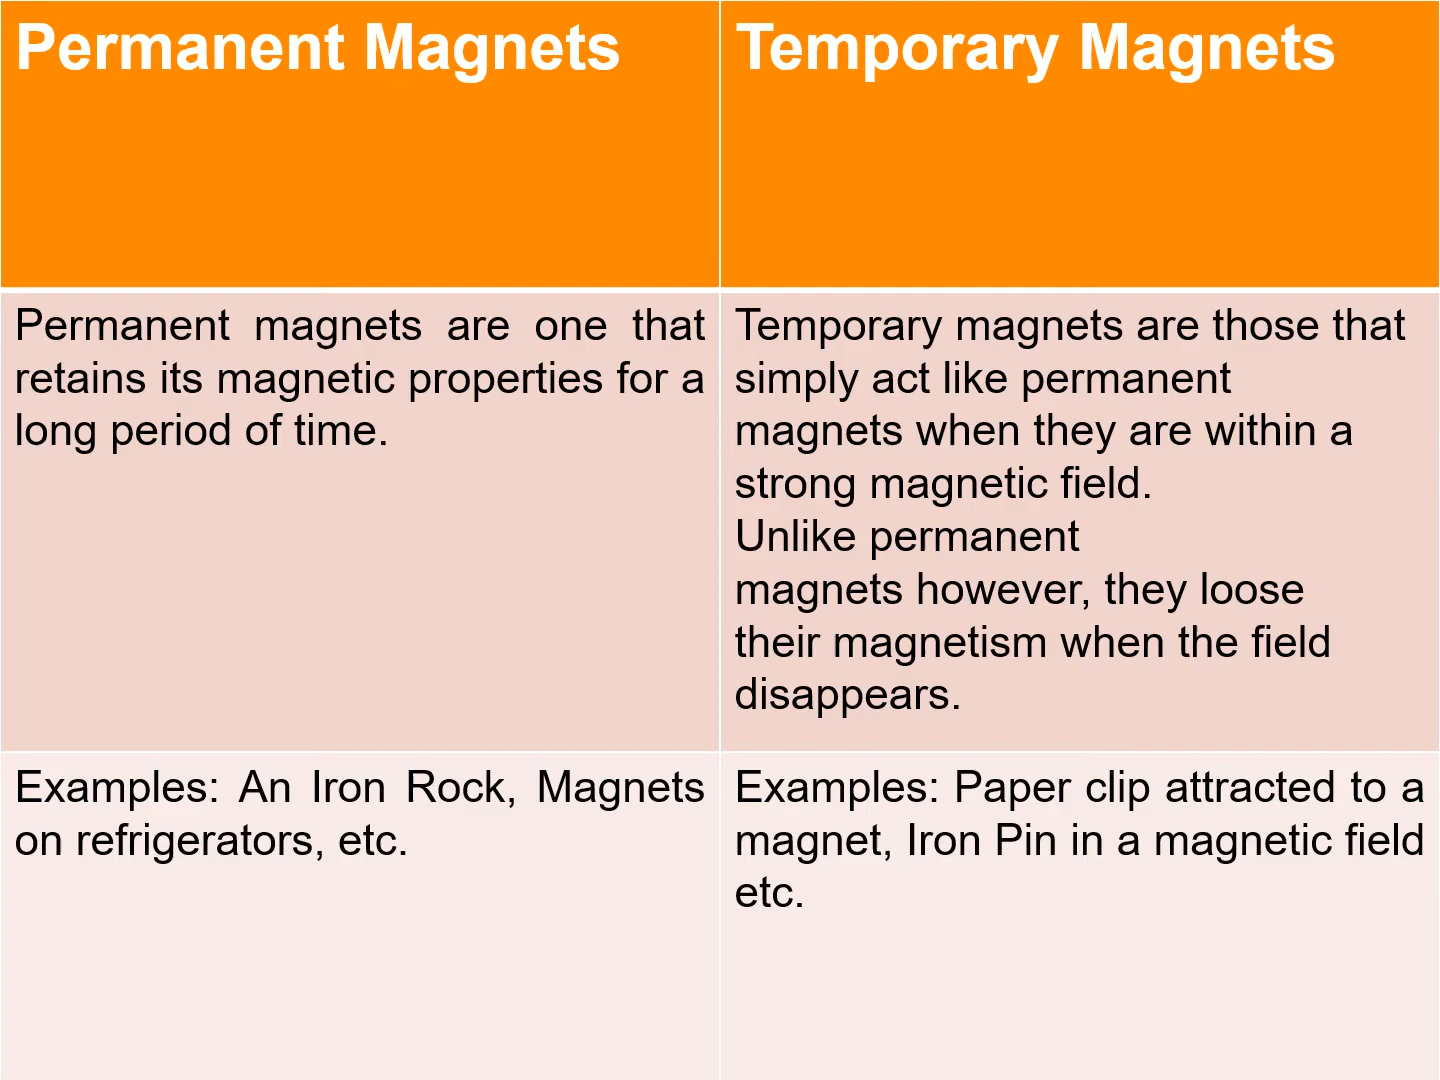 Permanent Magnets
Temporary Magnets
Permanent magnets are one that
retains its magnetic properties for a
long period of time.
Temporary magnets are those that
simply act like permanent
magnets when they are within a
strong magnetic field.
Unlike permanent
magnets however, they loose
their magnetism when the field
disappears.
Examples: An Iron Rock, Magnets
on refrigerators, etc.
Examples: Paper clip attracted to a
magnet, Iron Pin in a magnetic field
etc.